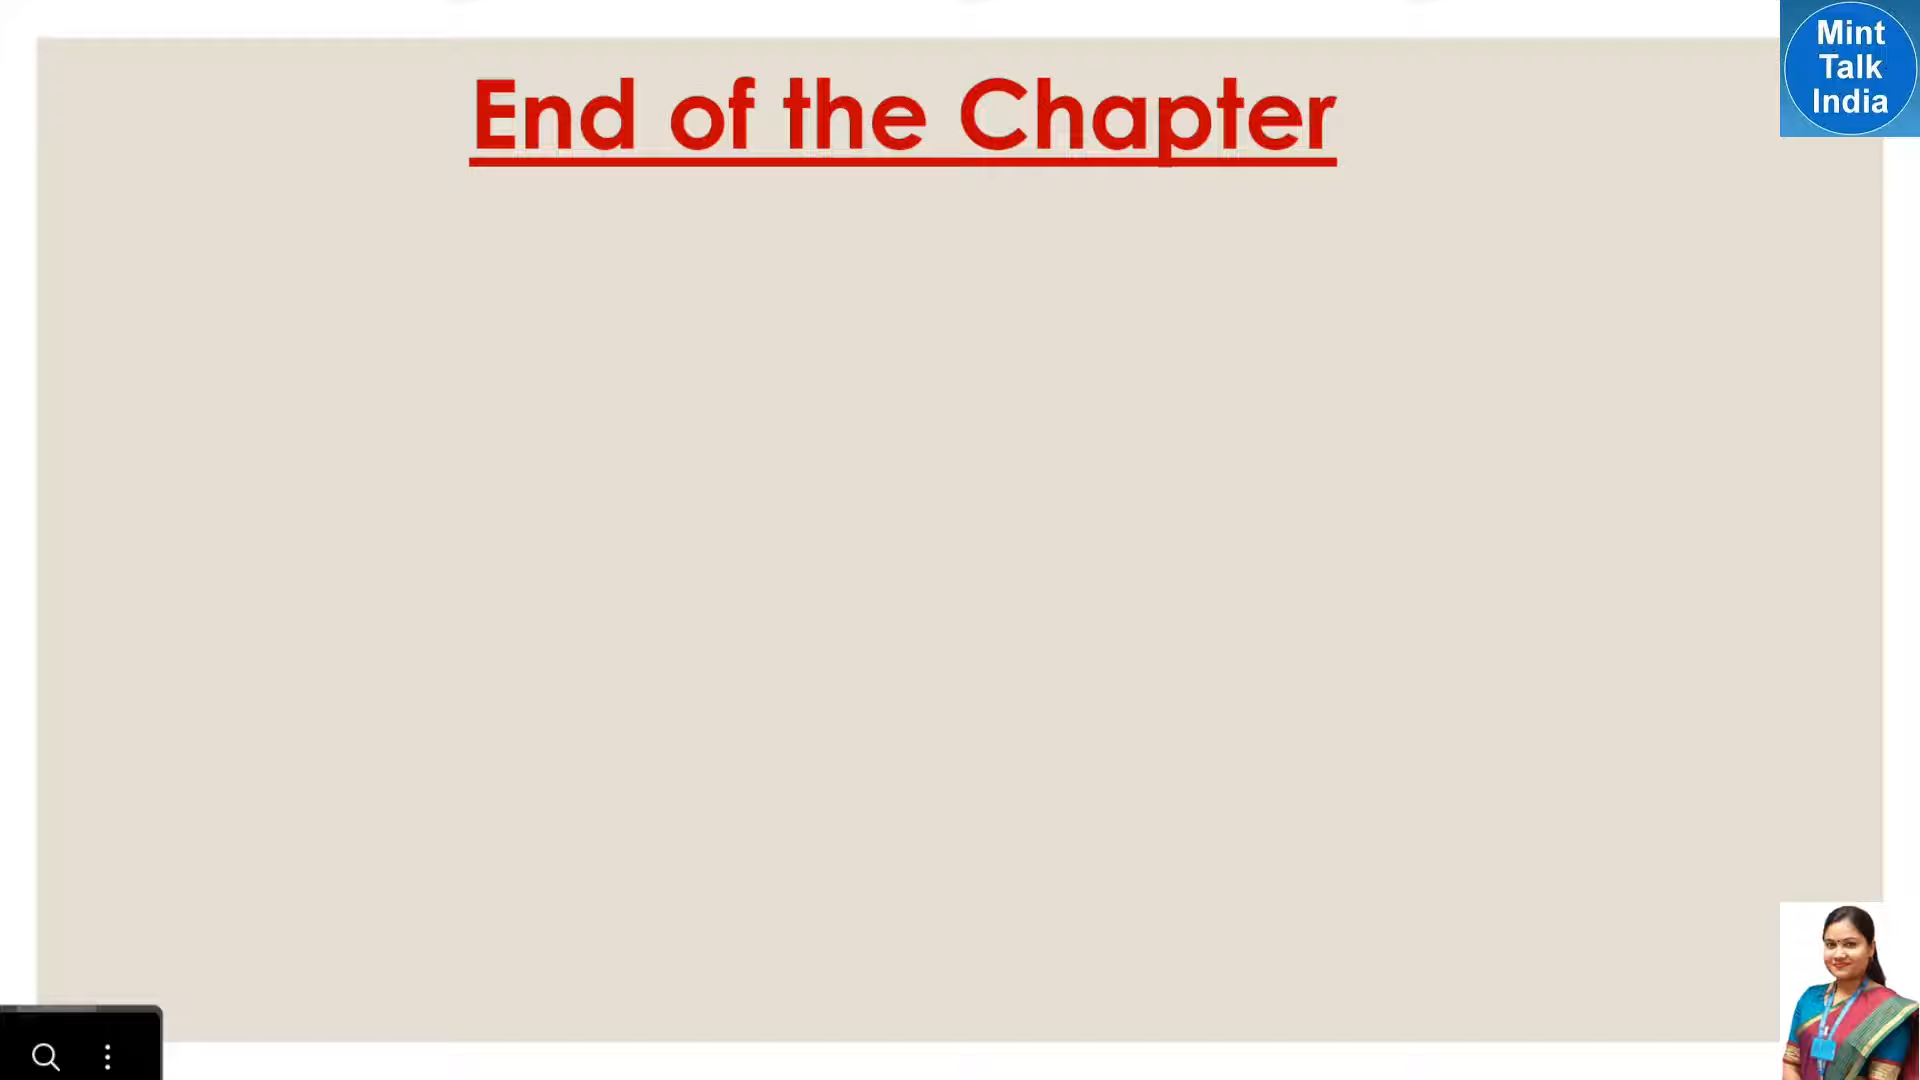 End of the Chapter
Mint
Talk
India